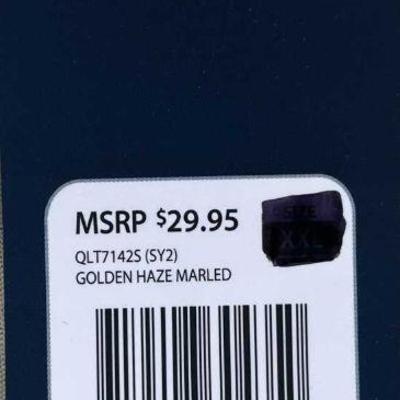 MSRP $29.95
SIZE
XXL
QLT7142S (SY2)
GOLDEN HAZE MARLED